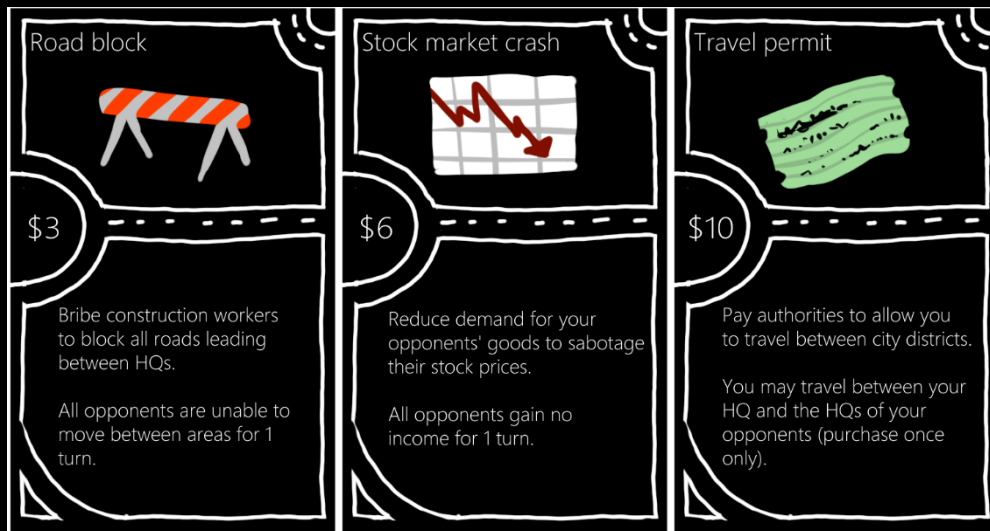 Road block
$3
Bribe construction workers
to block all roads leading
between HQs.
All opponents are unable to
move between areas for 1
turn.
Stock market crash
$6
Reduce demand for your
opponents' goods to sabotage
their stock prices.
All opponents gain no
income for 1 turn.
Travel permit
$10
Pay authorities to allow you
to travel between city districts.
You may travel between your
HQ and the HQs of your
opponents (purchase once
only).